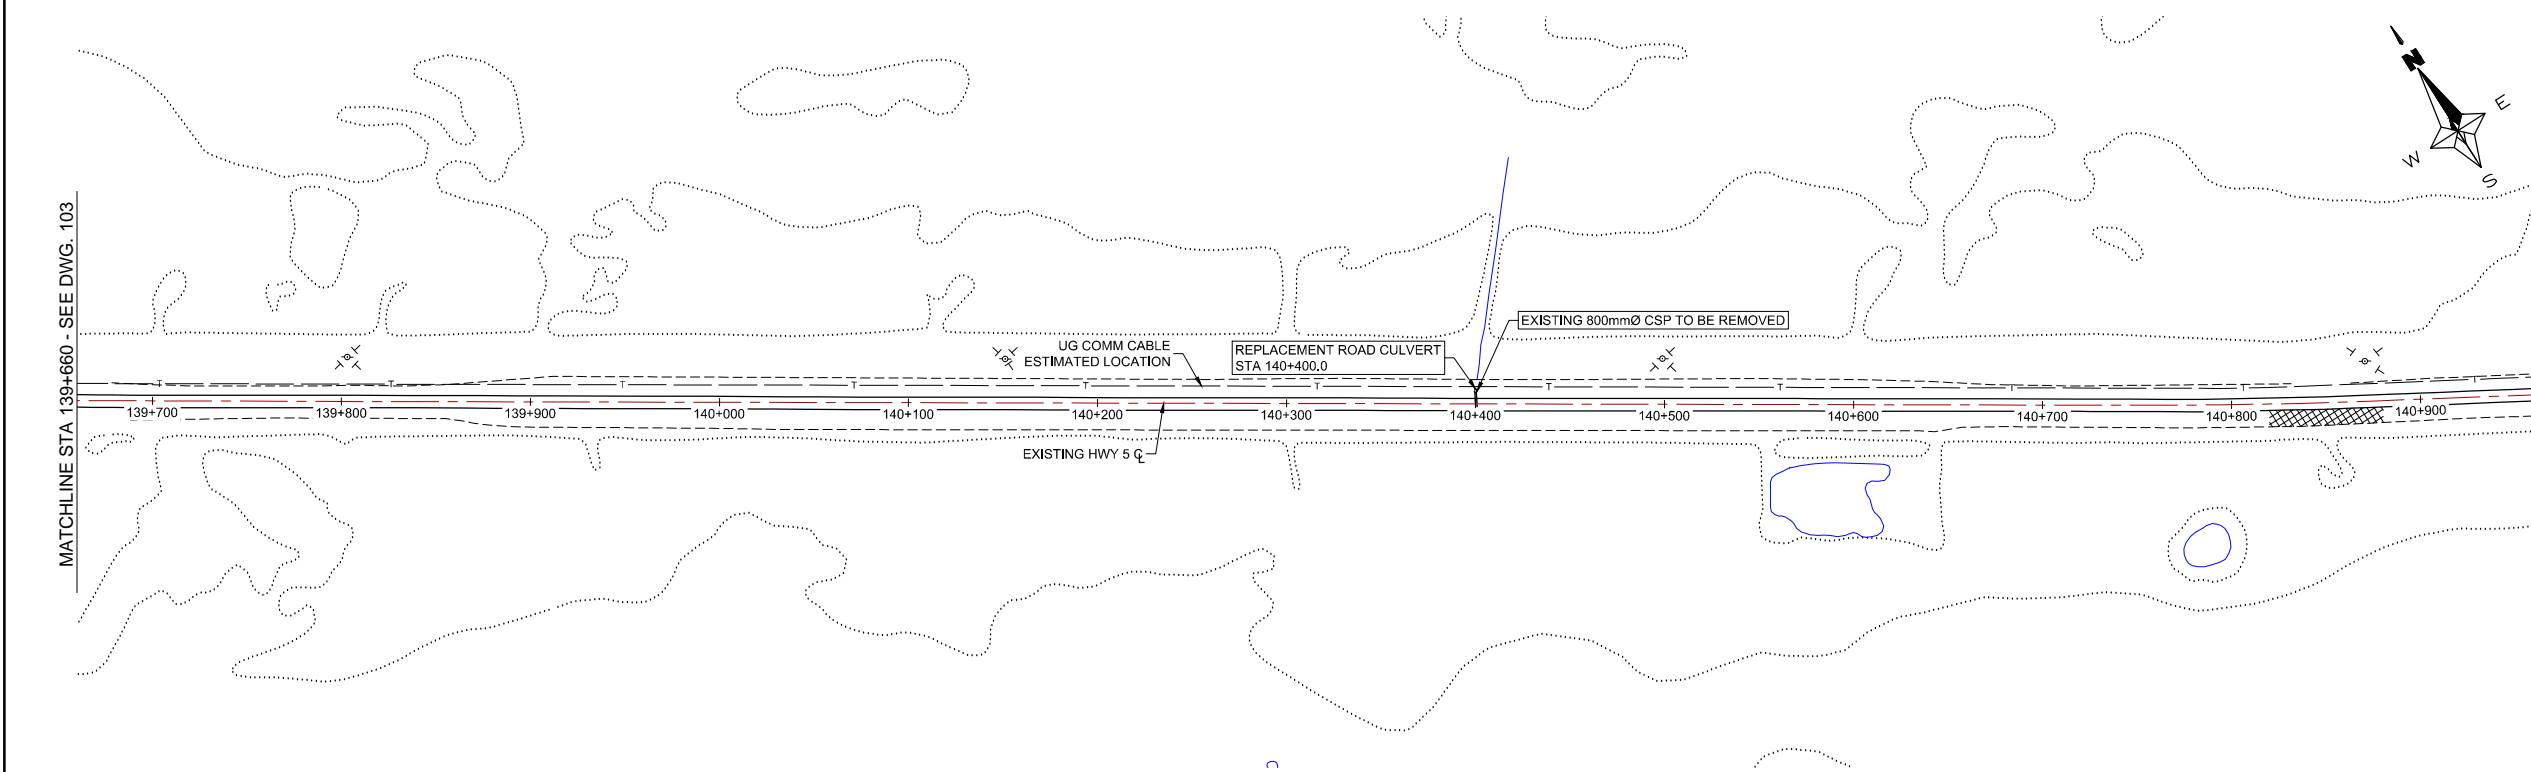 N
E
W
S
MATCHLINE STA 139+660 - SEE DWG. 103
EXISTING 800mmØ CSP TO BE REMOVED
UG COMM CABLE
ESTIMATED LOCATION
REPLACEMENT ROAD CULVERT
STA 140+400.0
T T T T T T T T T T T
139+700 139+800 139+900 140+000 140+100 140+200 140+300 140+400 140+500 140+600 140+700 140+800 140+900
EXISTING HWY 5 ℄